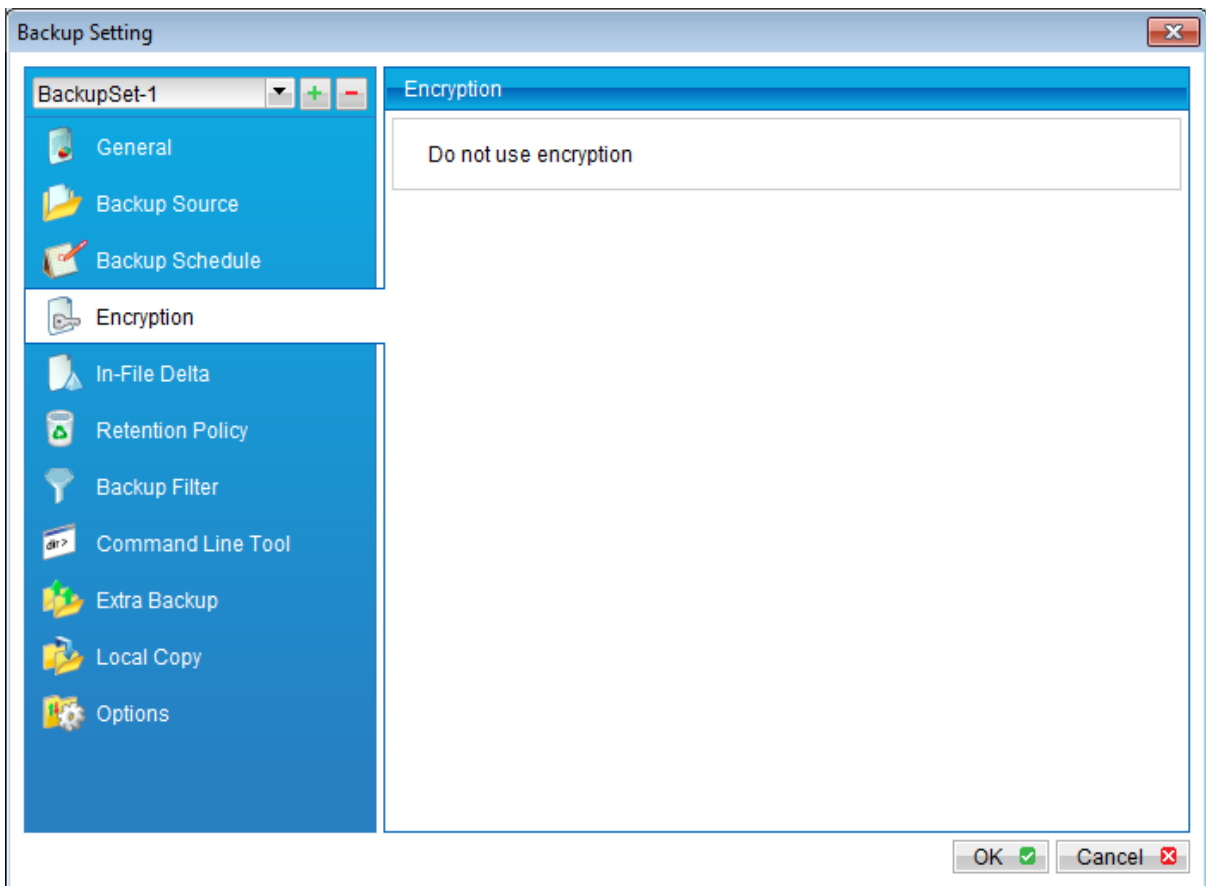 Backup Setting
BackupSet-1
General
Backup Source
Backup Schedule
Encryption
In-File Delta
Retention Policy
Backup Filter
dir>
Command Line Tool
Extra Backup
Local Copy
Options
Encryption
Do not use encryption
OK
Cancel